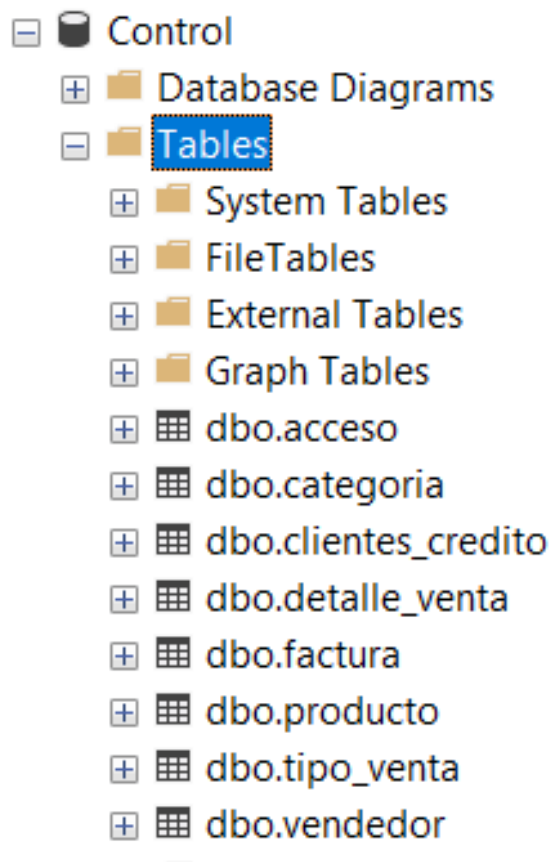 Control
Database Diagrams
Tables
System Tables
FileTables
External Tables
Graph Tables
dbo.acceso
dbo.categoria
dbo.clientes_credito
dbo.detalle_venta
dbo.factura
dbo.producto
dbo.tipo_venta
dbo.vendedor